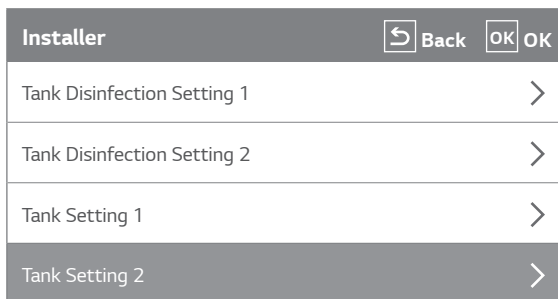 Installer Back OK OK
Tank Disinfection Setting 1
Tank Disinfection Setting 2
Tank Setting 1
Tank Setting 2